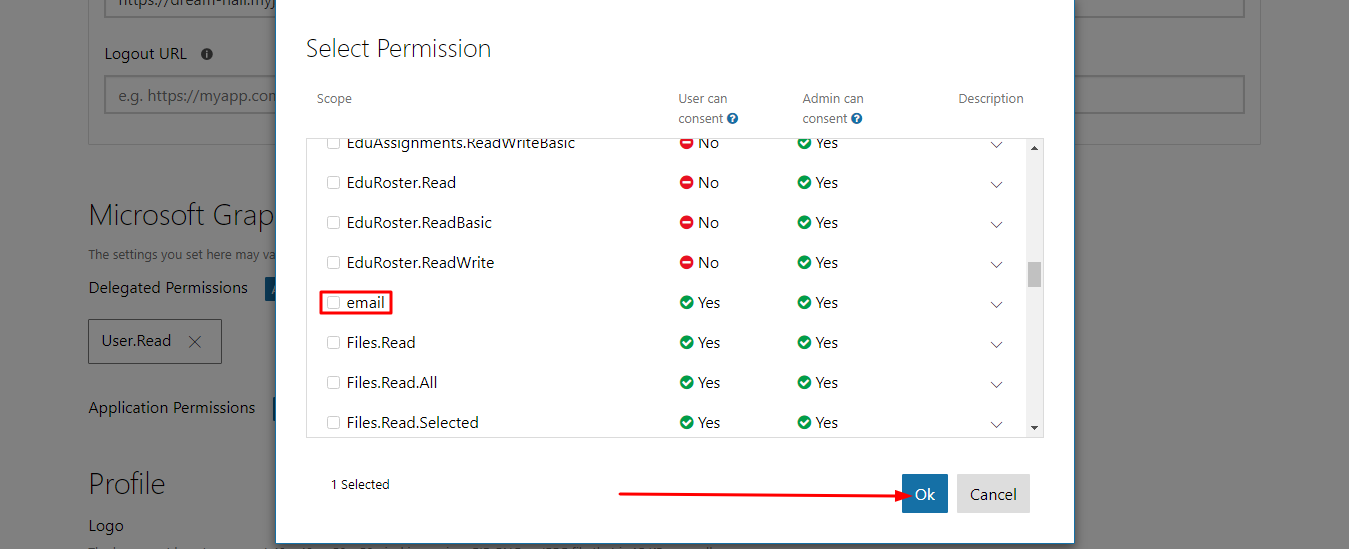 https://dream-hall.myj
Logout URL
e.g. https://myapp.con
Microsoft Grap
The settings you set here may va
Delegated Permissions
User.Read
Application Permissions
Profile
Logo
Select Permission
Scope
User can consent
Admin can consent
Description
EduAssignments.ReadWriteBasic No Yes
EduRoster.Read No Yes
EduRoster.ReadBasic No Yes
EduRoster.ReadWrite No Yes
email Yes Yes
Files.Read Yes Yes
Files.Read.All Yes Yes
Files.Read.Selected Yes Yes
1 Selected
Ok
Cancel